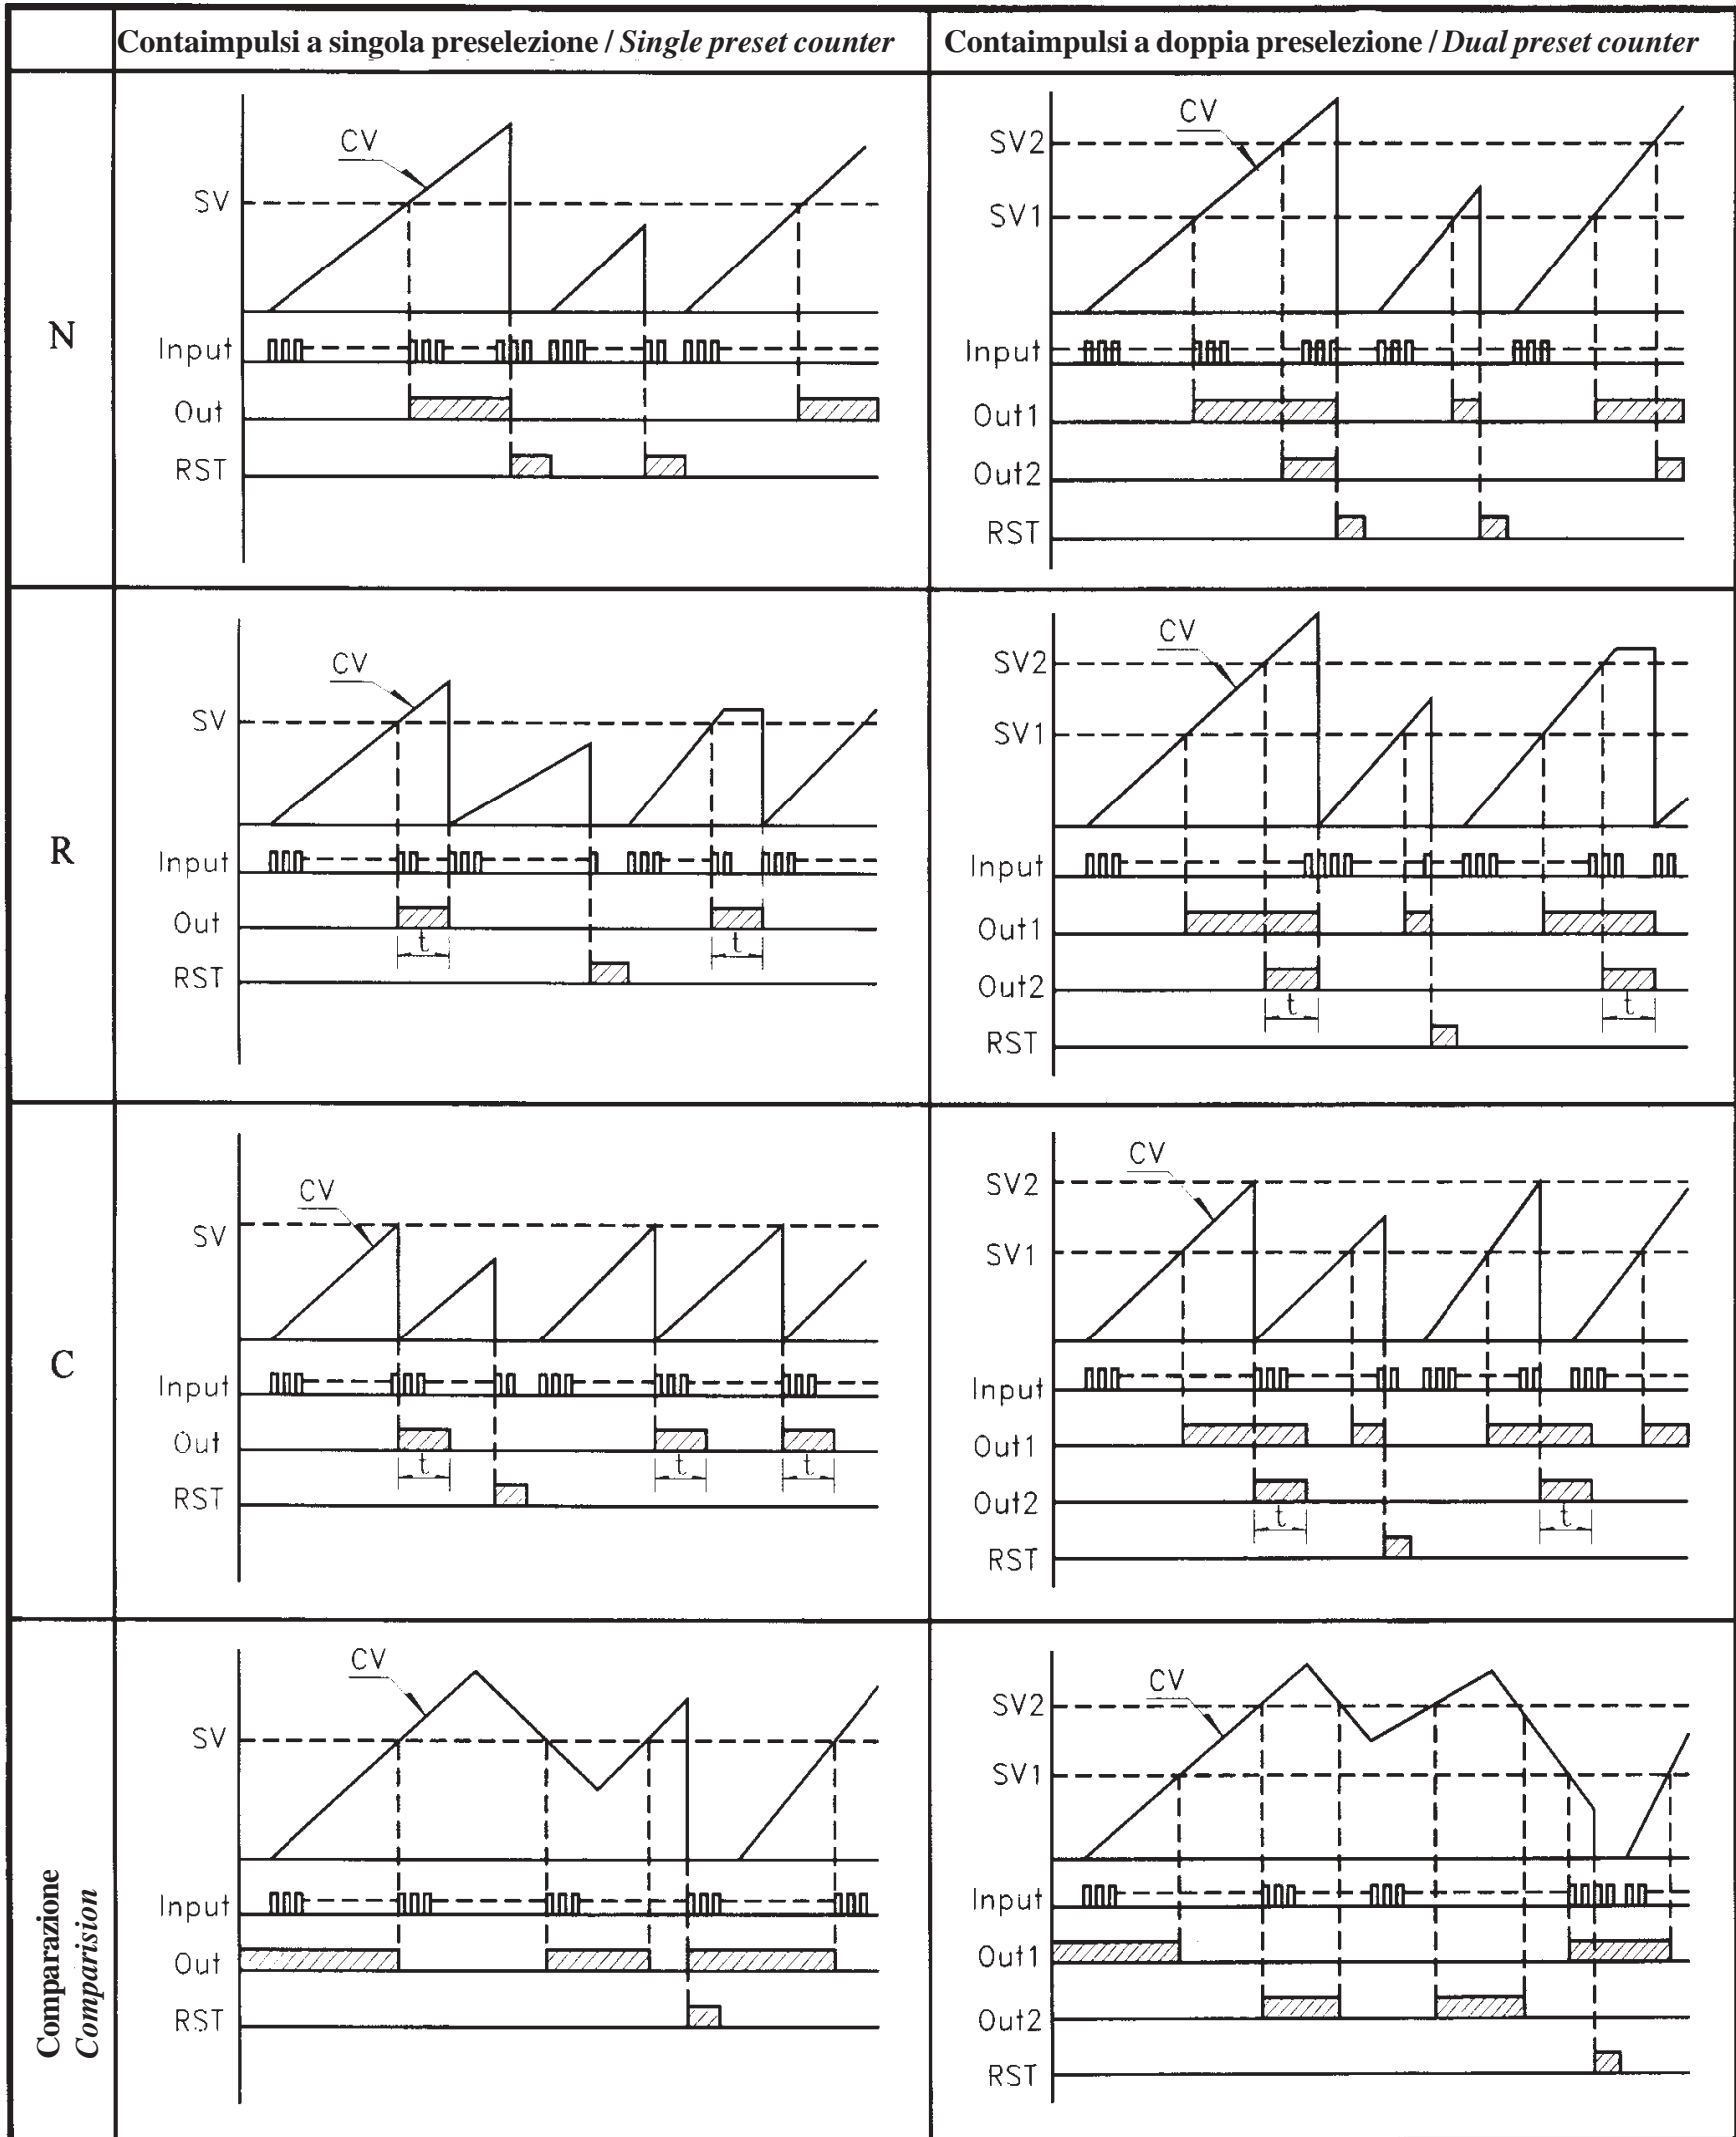 Contaimpulsi a singola preselezione / Single preset counter
Contaimpulsi a doppia preselezione / Dual preset counter
N
CV
SV
Input
Out
RST
CV
SV2
SV1
Input
Out1
Out2
RST
R
CV
SV
Input
Out
t
t
RST
CV
SV2
SV1
Input
Out1
Out2
t
t
RST
C
CV
SV
Input
Out
t
t
t
RST
CV
SV2
SV1
Input
Out1
Out2
t
t
RST
Comparazione
Comparision
CV
SV
Input
Out
RST
CV
SV2
SV1
Input
Out1
Out2
RST